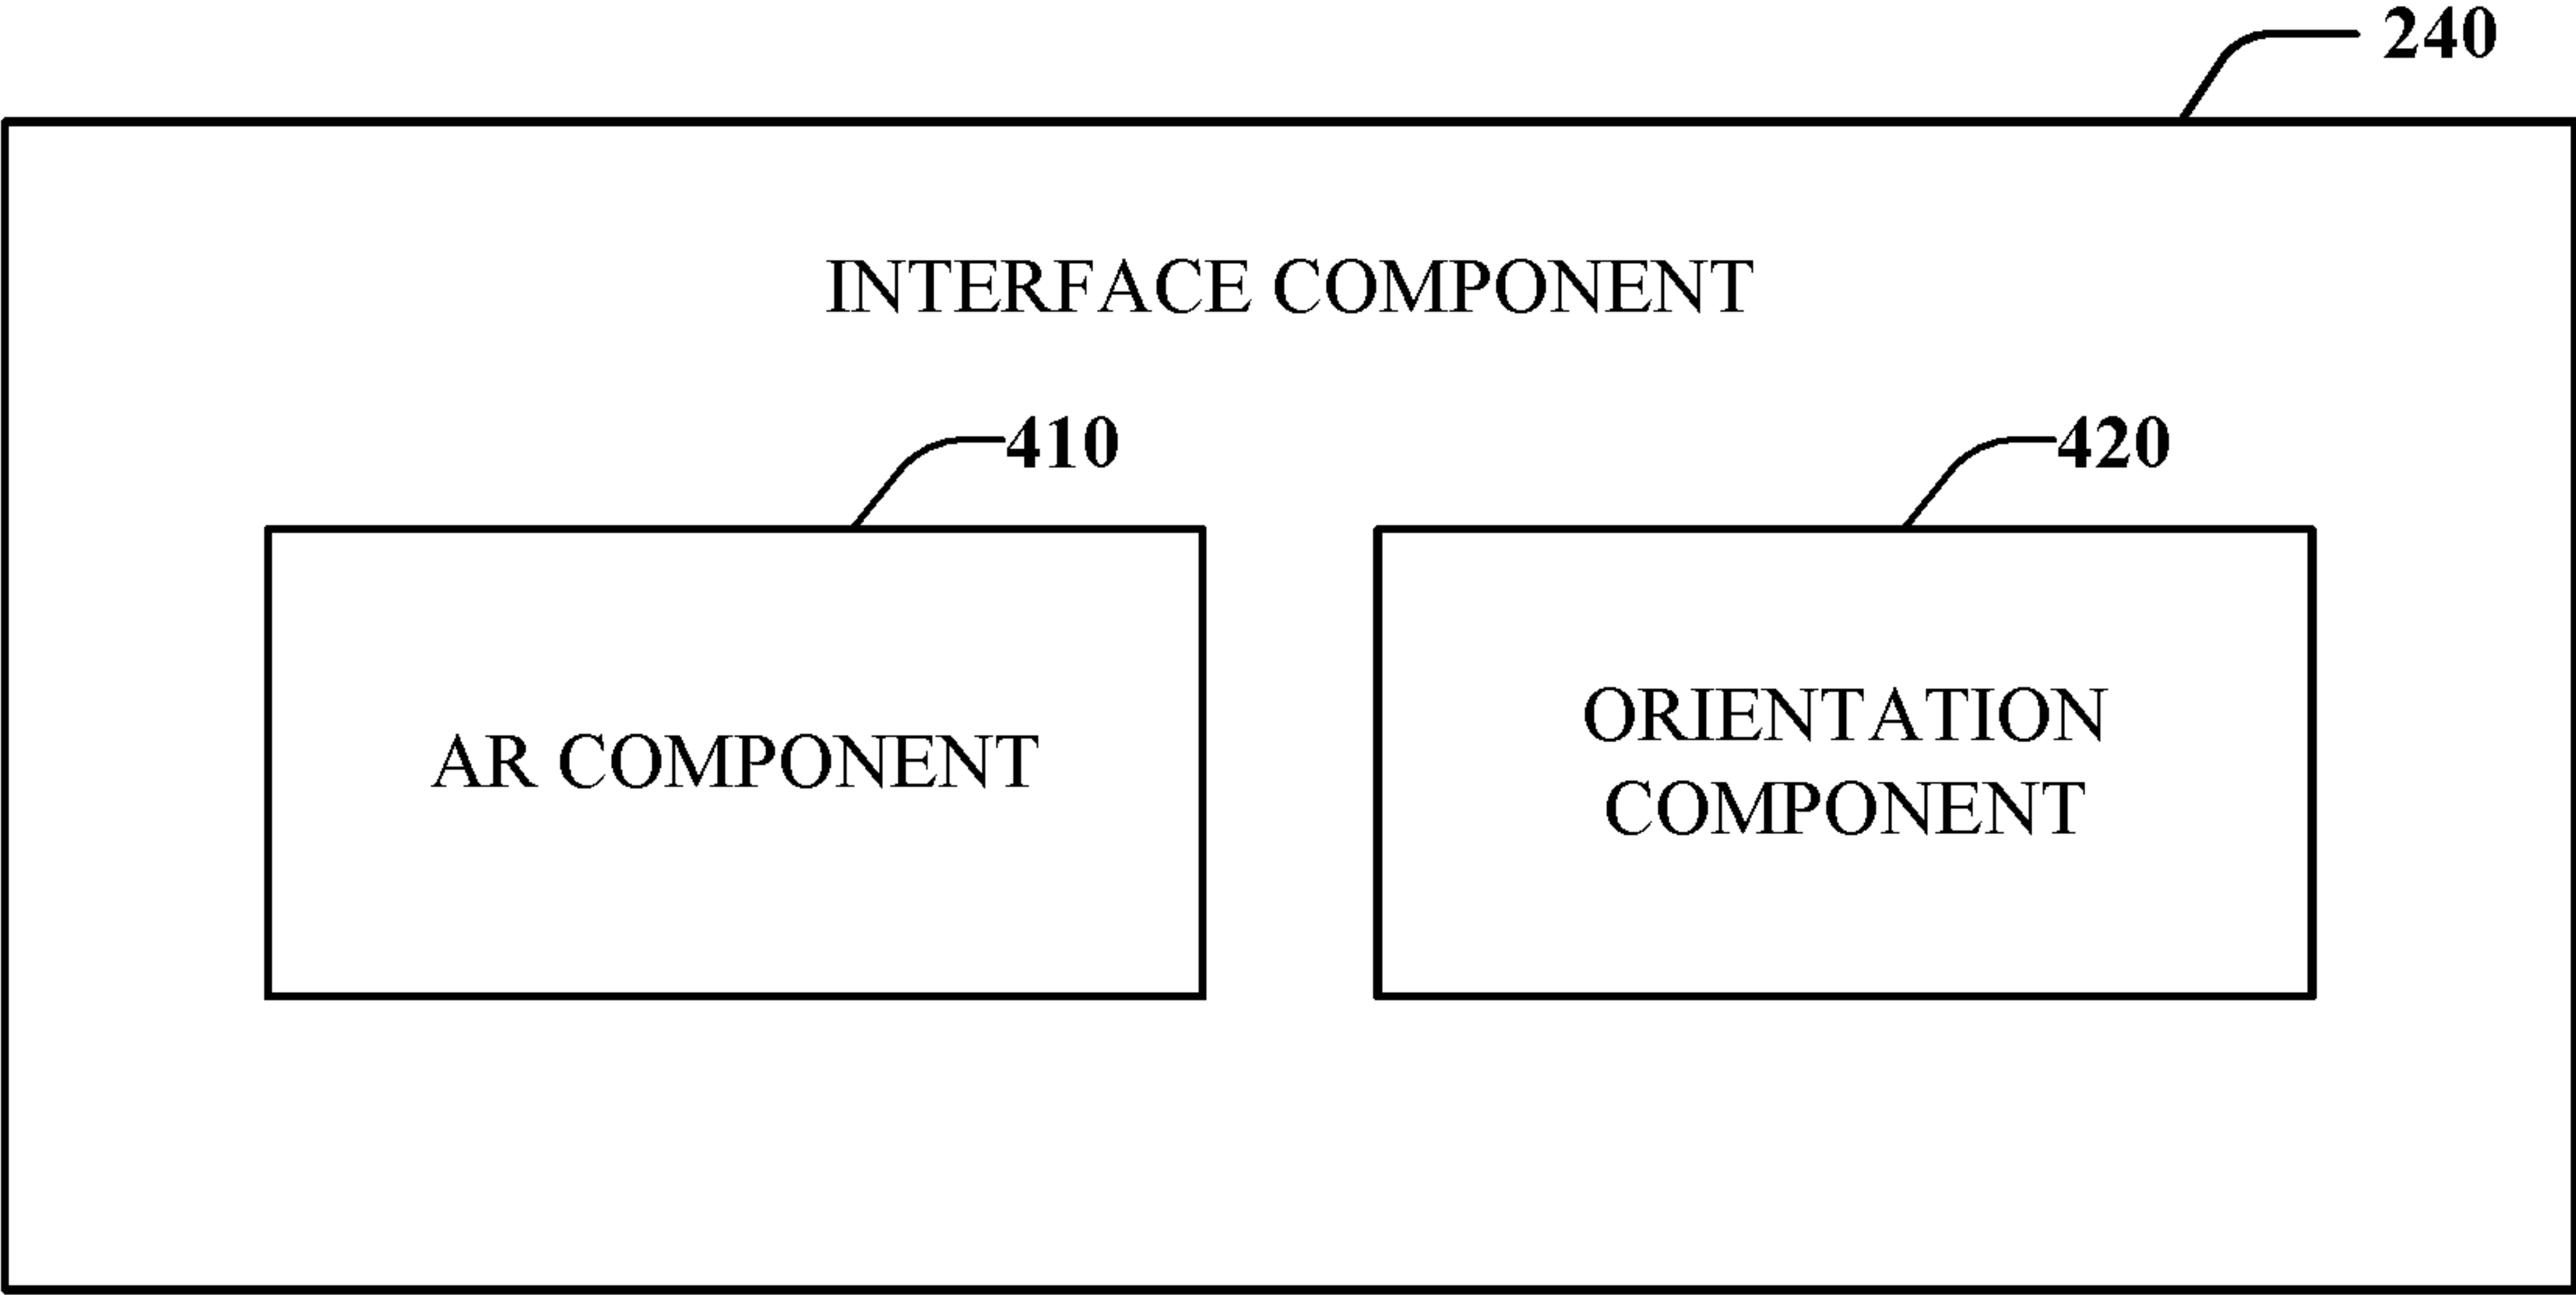 240
INTERFACE COMPONENT
410
420
AR COMPONENT
ORIENTATION
COMPONENT